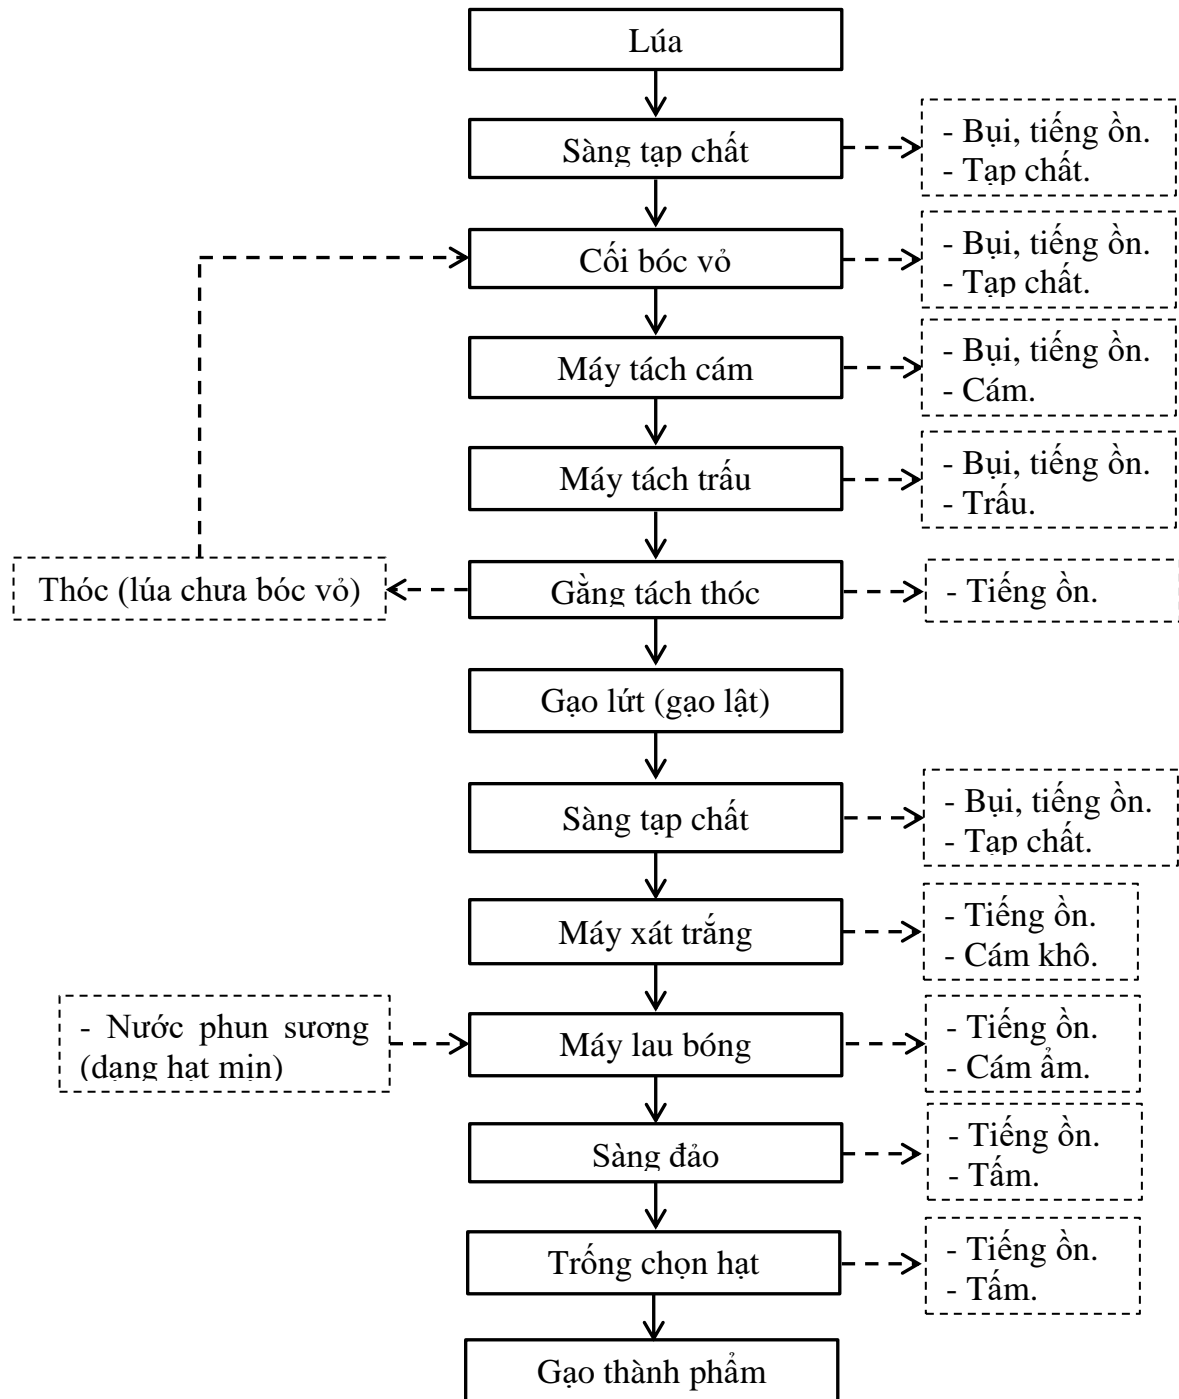 Lúa
Sàng tạp chất
- Bụi, tiếng ồn.
- Tạp chất.
Cối bóc vỏ
- Bụi, tiếng ồn.
- Tạp chất.
Máy tách cám
- Bụi, tiếng ồn.
- Cám.
Máy tách trấu
- Bụi, tiếng ồn.
- Trấu.
Thóc (lúa chưa bóc vỏ)
Gằng tách thóc
- Tiếng ồn.
Gạo lứt (gạo lật)
Sàng tạp chất
- Bụi, tiếng ồn.
- Tạp chất.
Máy xát trắng
- Tiếng ồn.
- Cám khô.
- Nước phun sương
(dạng hạt mịn)
Máy lau bóng
- Tiếng ồn.
- Cám ẩm.
Sàng đảo
- Tiếng ồn.
- Tấm.
Trống chọn hạt
- Tiếng ồn.
- Tấm.
Gạo thành phẩm